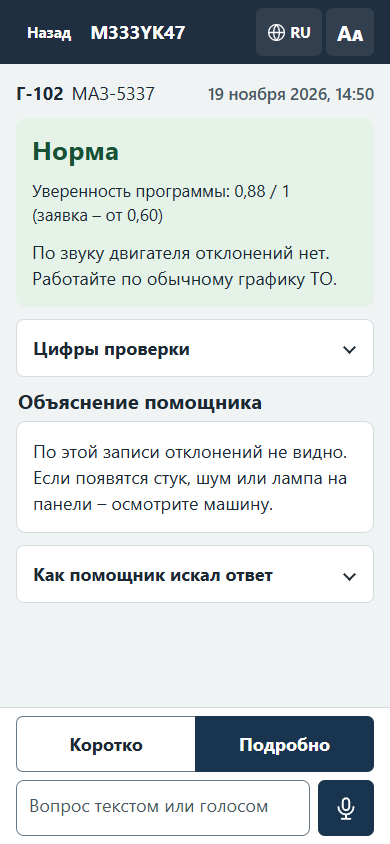 Назад М333УК47 RU Aᴀ
Г-102 МАЗ-5337 19 ноября 2026, 14:50
Норма
Уверенность программы: 0,88 / 1
(заявка – от 0,60)
По звуку двигателя отклонений нет.
Работайте по обычному графику ТО.
Цифры проверки
Объяснение помощника
По этой записи отклонений не видно.
Если появятся стук, шум или лампа на
панели – осмотрите машину.
Как помощник искал ответ
Коротко Подробно
Вопрос текстом или голосом